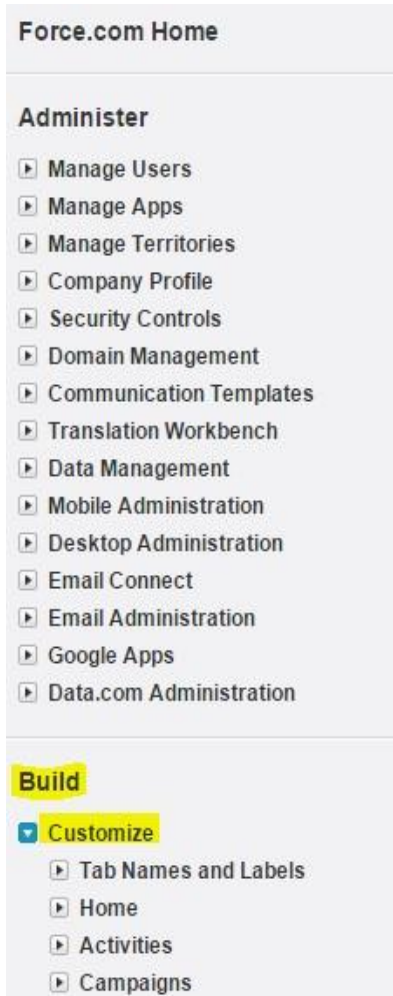 Force.com Home
Administer
Manage Users
Manage Apps
Manage Territories
Company Profile
Security Controls
Domain Management
Communication Templates
Translation Workbench
Data Management
Mobile Administration
Desktop Administration
Email Connect
Email Administration
Google Apps
Data.com Administration
Build
Customize
Tab Names and Labels
Home
Activities
Campaigns